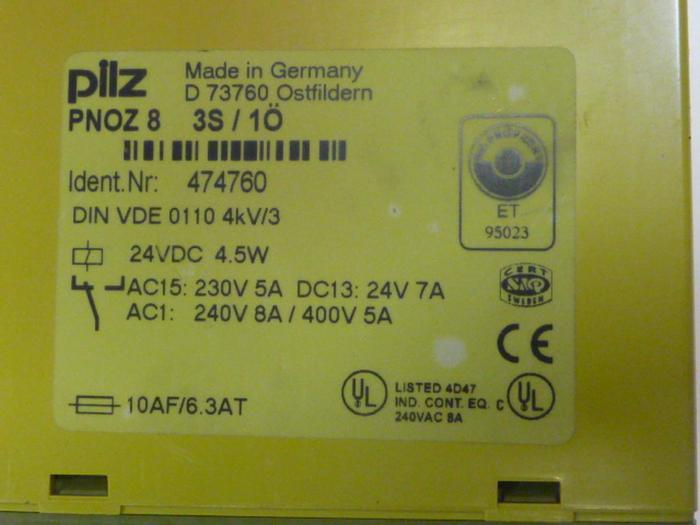 pilz
Made in Germany
D 73760 Ostfildern
PNOZ 8 3S / 1Ö
Ident.Nr: 474760
DIN VDE 0110 4kV/3
ET
95023
24VDC 4.5W
AC15: 230V 5A DC13: 24V 7A
AC1: 240V 8A / 400V 5A
CERT
SWEDEN
CE
10AF/6.3AT
UL
LISTED 4D47
IND. CONT. EQ.
240VAC 8A
C UL